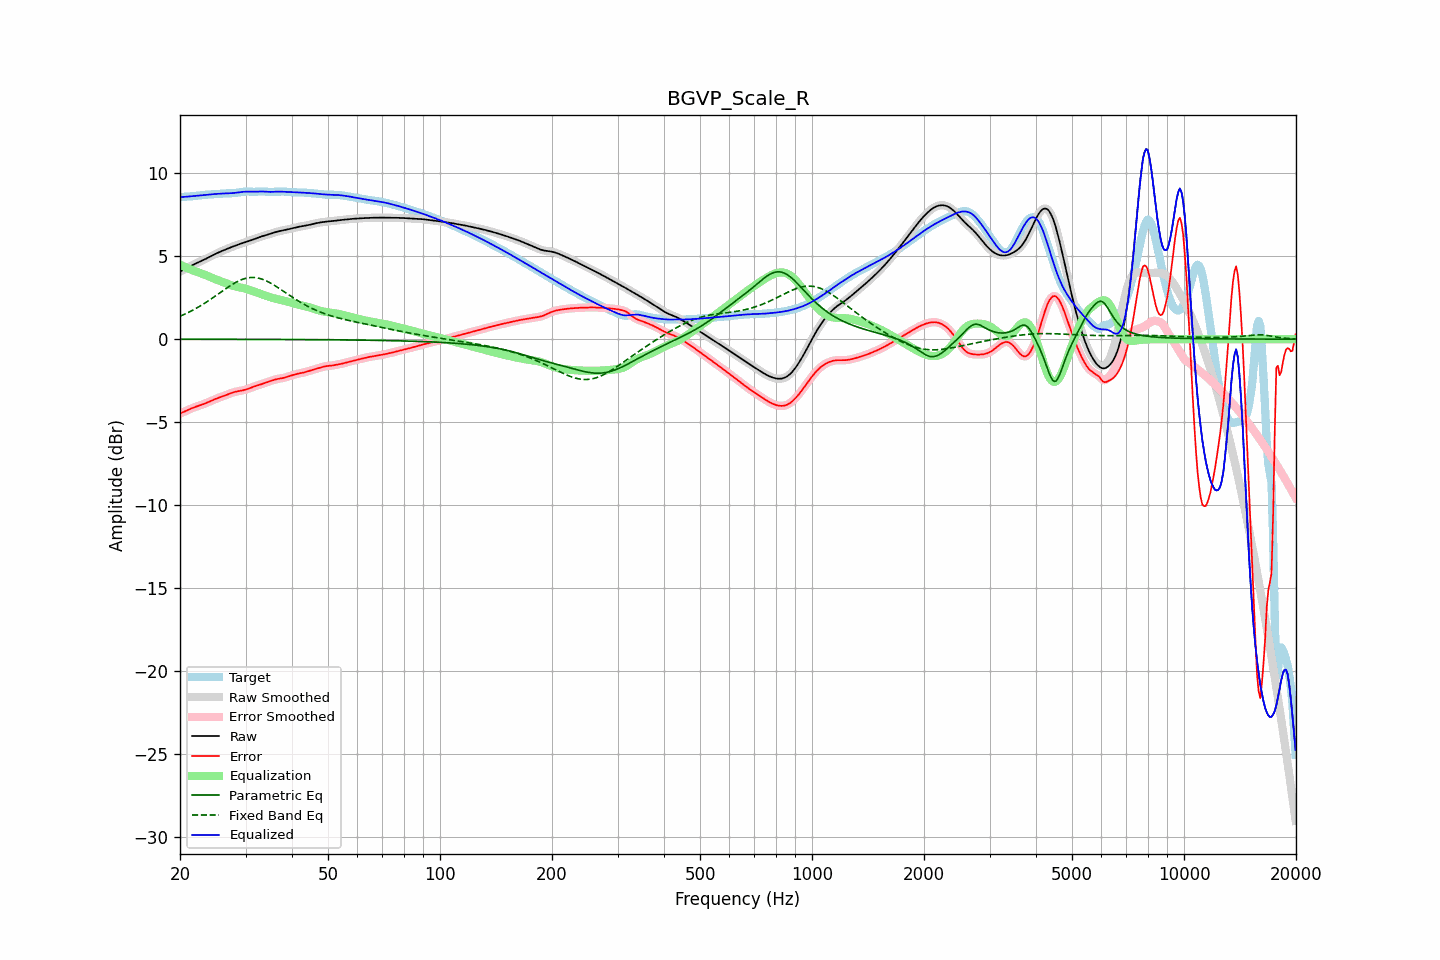 BGVP_Scale_R
10
5
0
−5
−10
−15
−20
−25
−30
Amplitude (dBr)
Target
Raw Smoothed
Error Smoothed
Raw
Error
Equalization
Parametric Eq
Fixed Band Eq
Equalized
20 50 100 200 500 1000 2000 5000 10000 20000
Frequency (Hz)